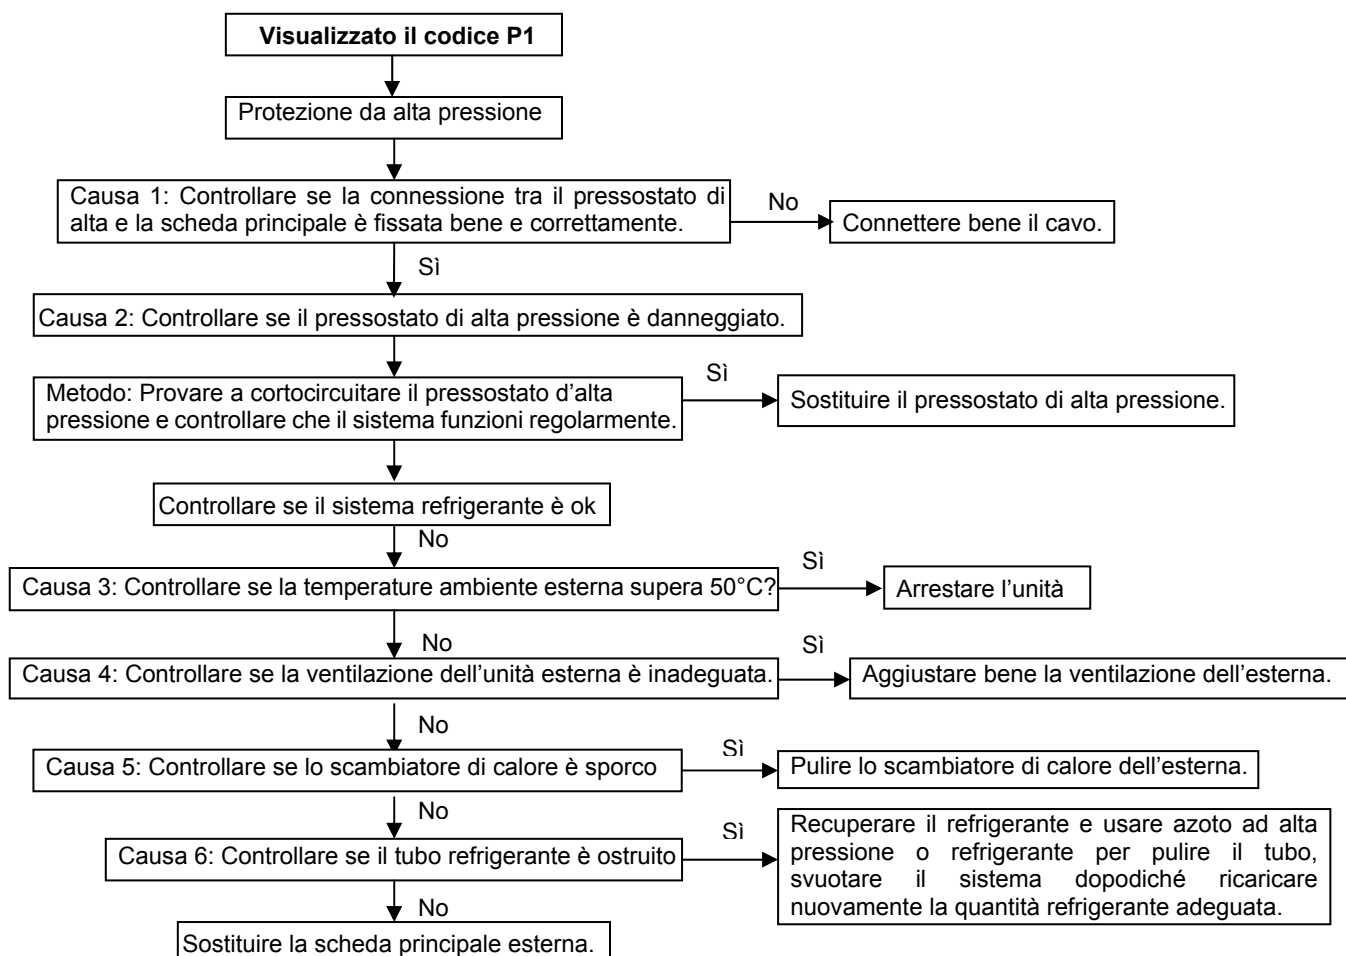 Visualizzato il codice P1
Protezione da alta pressione
Causa 1: Controllare se la connessione tra il pressostato di
alta e la scheda principale è fissata bene e correttamente.
No
Connettere bene il cavo.
Sì
Causa 2: Controllare se il pressostato di alta pressione è danneggiato.
Metodo: Provare a cortocircuitare il pressostato d’alta
pressione e controllare che il sistema funzioni regolarmente.
Sì
Sostituire il pressostato di alta pressione.
Controllare se il sistema refrigerante è ok
No
Causa 3: Controllare se la temperature ambiente esterna supera 50°C?
Sì
Arrestare l’unità
No
Causa 4: Controllare se la ventilazione dell’unità esterna è inadeguata.
Sì
Aggiustare bene la ventilazione dell’esterna.
No
Causa 5: Controllare se lo scambiatore di calore è sporco
Sì
Pulire lo scambiatore di calore dell’esterna.
No
Causa 6: Controllare se il tubo refrigerante è ostruito
Sì
Recuperare il refrigerante e usare azoto ad alta
pressione o refrigerante per pulire il tubo,
svuotare il sistema dopodiché ricaricare
nuovamente la quantità refrigerante adeguata.
No
Sostituire la scheda principale esterna.